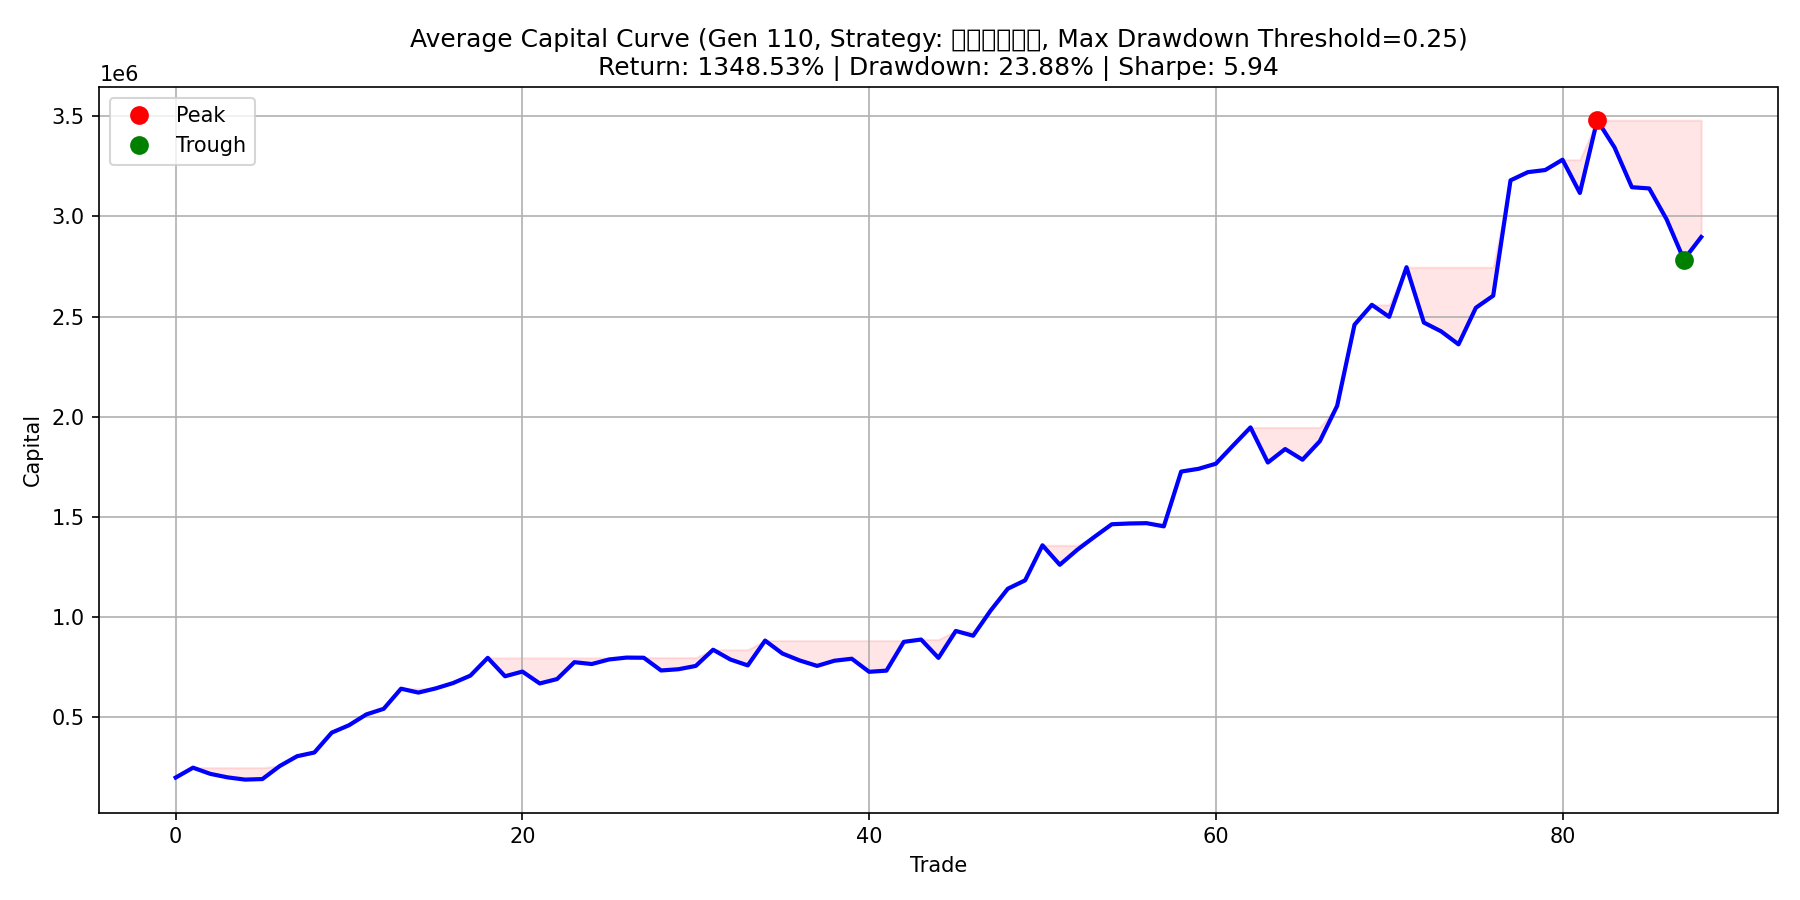 Average Capital Curve (Gen 110, Strategy: □□□□□□, Max Drawdown Threshold=0.25)
Return: 1348.53% | Drawdown: 23.88% | Sharpe: 5.94
1e6
Peak
Trough
3.5
3.0
2.5
2.0
1.5
1.0
0.5
Capital
0
20
40
60
80
Trade